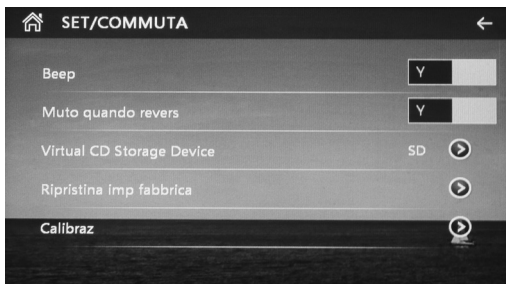 SET/COMMUTA
Beep Y
Muto quando revers Y
Virtual CD Storage Device SD
Ripristina imp fabbrica
Calibraz